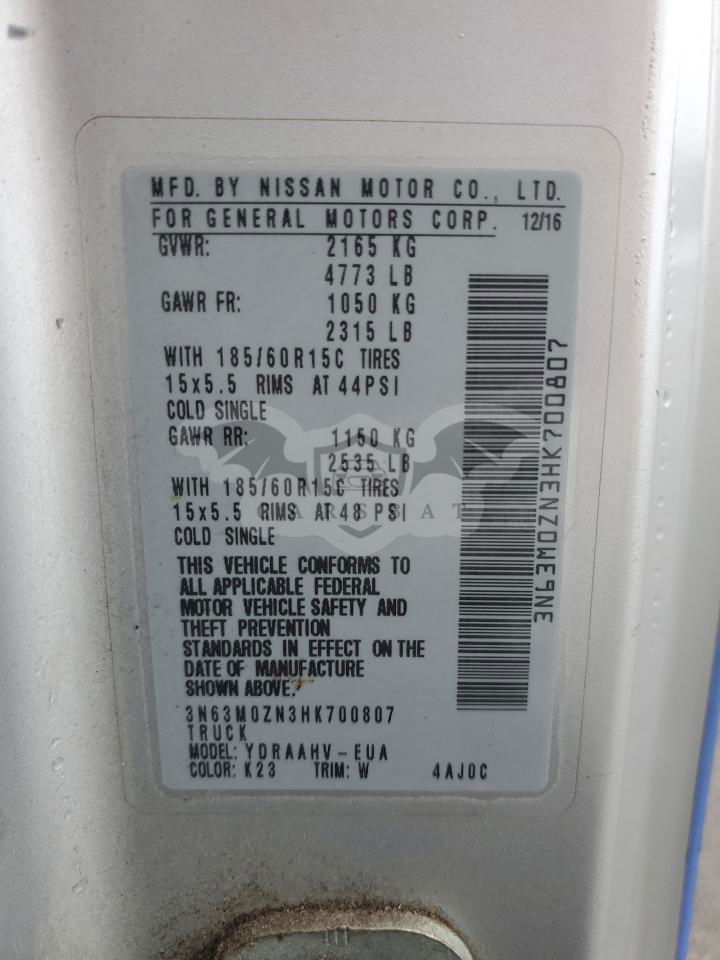 MFD. BY NISSAN MOTOR CO., LTD.
FOR GENERAL MOTORS CORP. 12/16
GVWR: 2165 KG
4773 LB
GAWR FR: 1050 KG
2315 LB
WITH 185/60R15C TIRES
15x5.5 RIMS AT 44PSI
COLD SINGLE
GAWR RR: 1150 KG
2535 LB
WITH 185/60R15C TIRES
15x5.5 RIMS AT 48 PSI
COLD SINGLE
THIS VEHICLE CONFORMS TO
ALL APPLICABLE FEDERAL
MOTOR VEHICLE SAFETY AND
THEFT PREVENTION
STANDARDS IN EFFECT ON THE
DATE OF MANUFACTURE
SHOWN ABOVE.
3N63M0ZN3HK700807
TRUCK
MODEL: YDRAAHV-EUA
COLOR: K23 TRIM: W 4AJ0C
3N63M0ZN3HK700807
CARSBAT